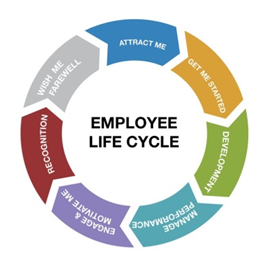 EMPLOYEE
LIFE CYCLE
ATTRACT ME
GET ME STARTED
DEVELOPMENT
MANAGE
PERFORMANCE
ENGAGE &
MOTIVATE ME
RECOGNITION
WISH ME
FAREWELL